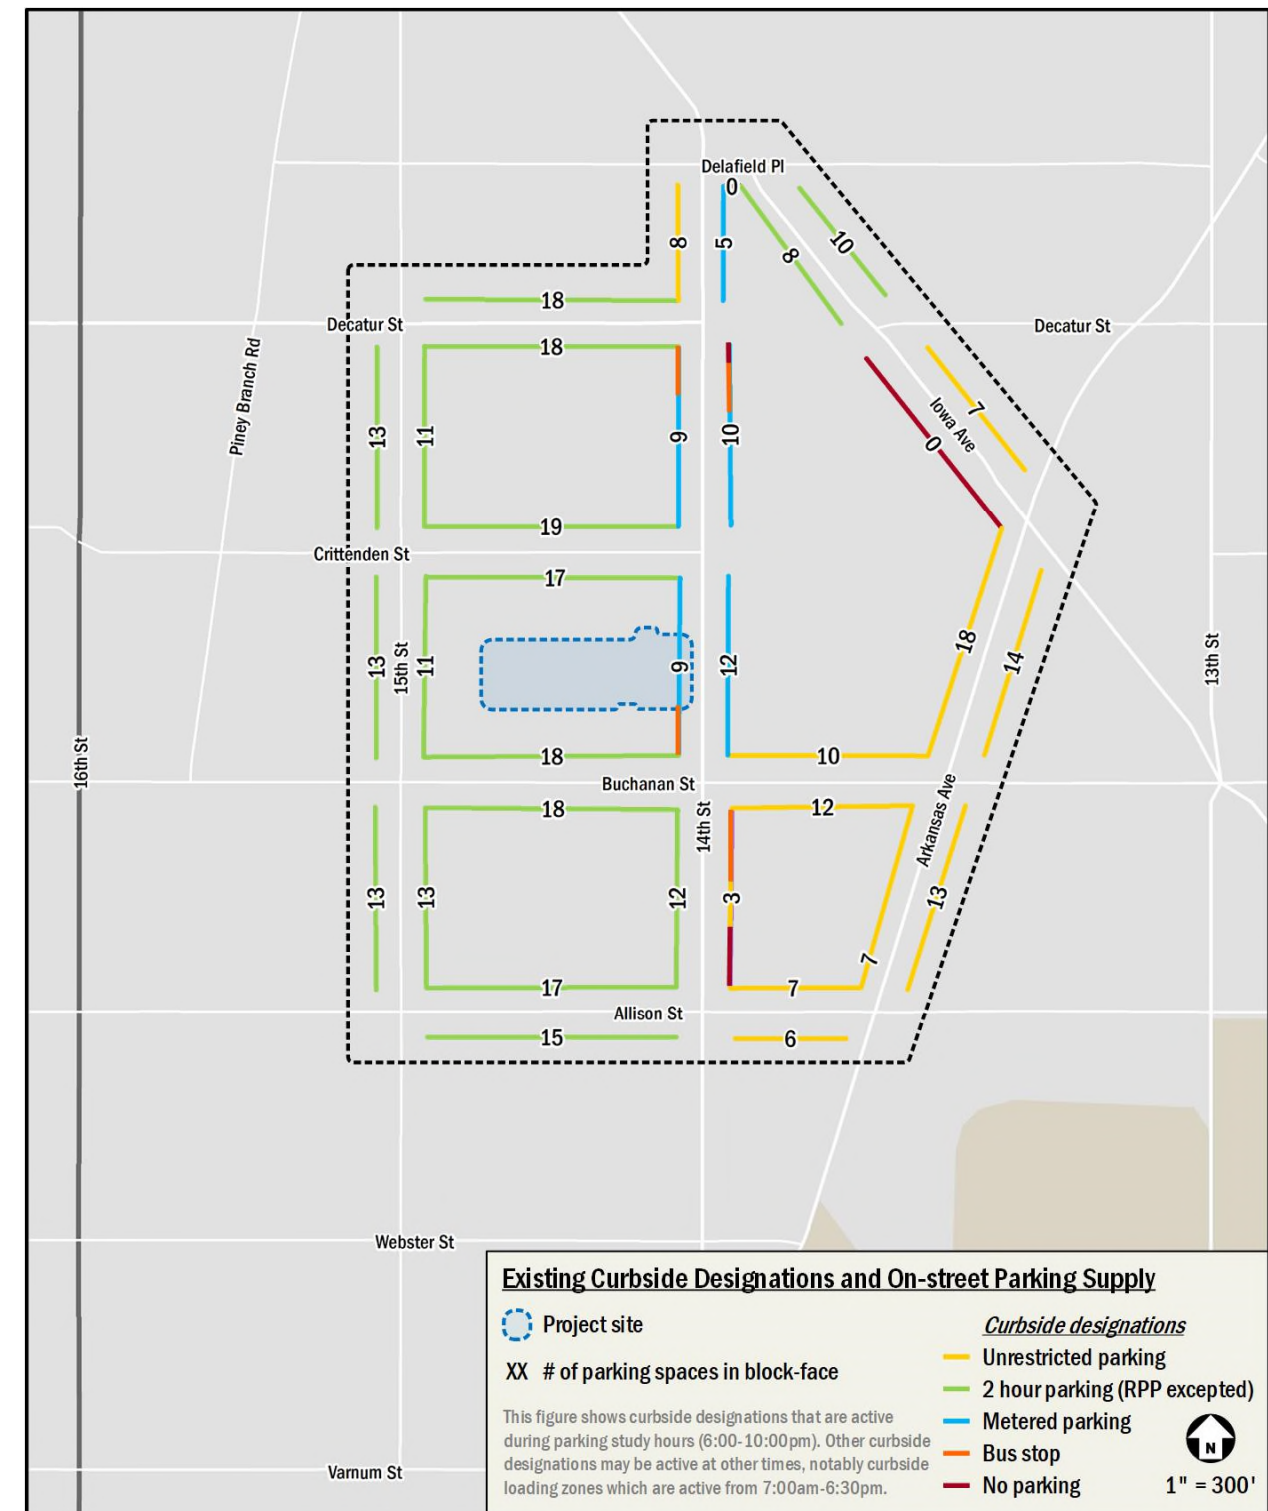 Delafield Pl
0
8
5
8
10
18
Decatur St
Decatur St
18
Piney Branch Rd
13
11
9
10
7
Iowa Ave
0
19
Crittenden St
17
13
15th St
11
9
12
18
14
13th St
16th St
18
10
Buchanan St
18
12
14th St
Arkansas Ave
13
13
12
3
13
7
17
7
Allison St
15
6
Webster St
Varnum St
Existing Curbside Designations and On-street Parking Supply
Project site
XX # of parking spaces in block-face
This figure shows curbside designations that are active
during parking study hours (6:00-10:00pm). Other curbside
designations may be active at other times, notably curbside
loading zones which are active from 7:00am-6:30pm.
Curbside designations
Unrestricted parking
2 hour parking (RPP excepted)
Metered parking
Bus stop
No parking
N
1" = 300'